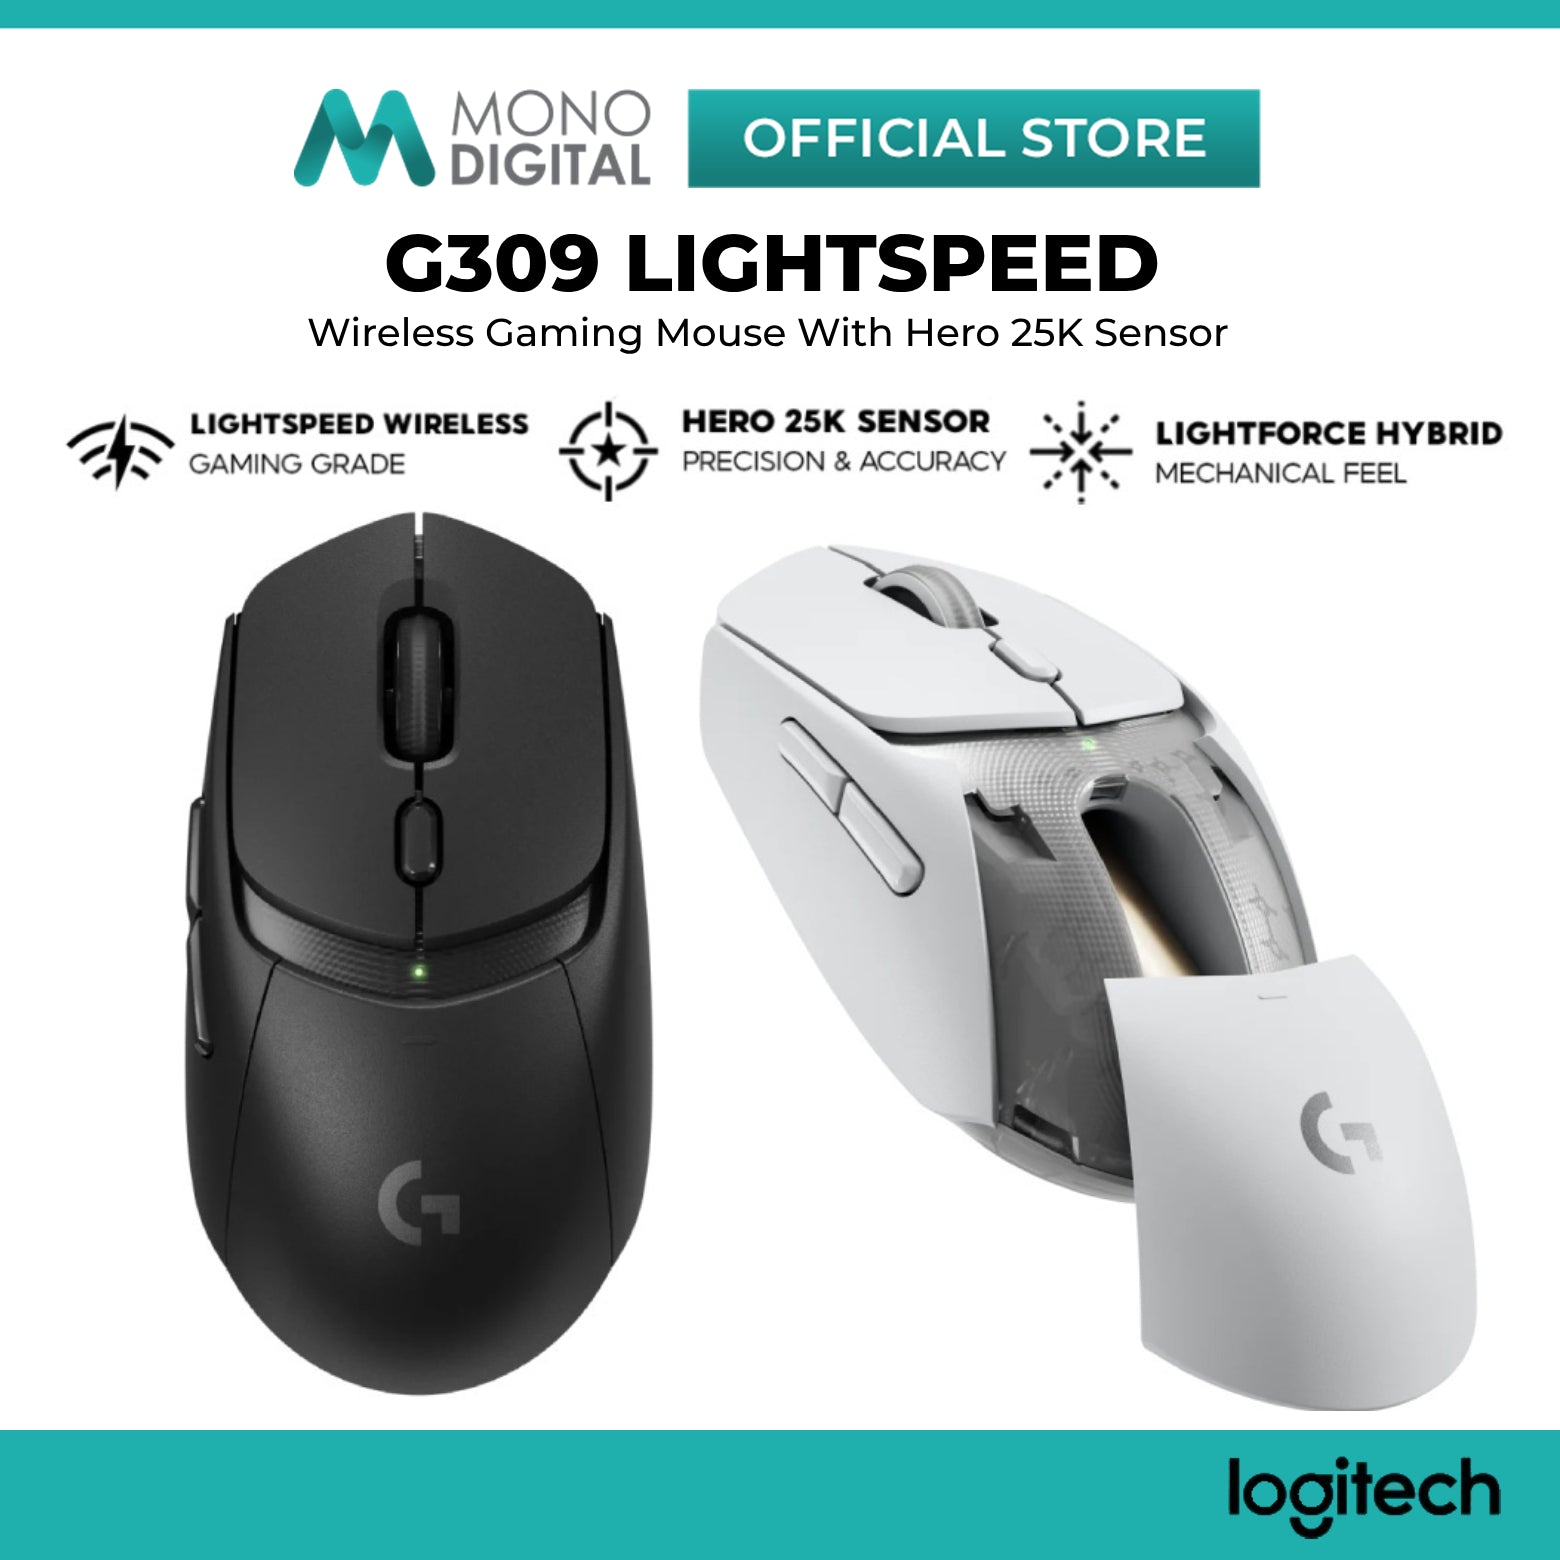 MONO
DIGITAL
OFFICIAL STORE
G309 LIGHTSPEED
Wireless Gaming Mouse With Hero 25K Sensor
LIGHTSPEED WIRELESS
GAMING GRADE
HERO 25K SENSOR
PRECISION & ACCURACY
LIGHTFORCE HYBRID
MECHANICAL FEEL
G
G
logitech